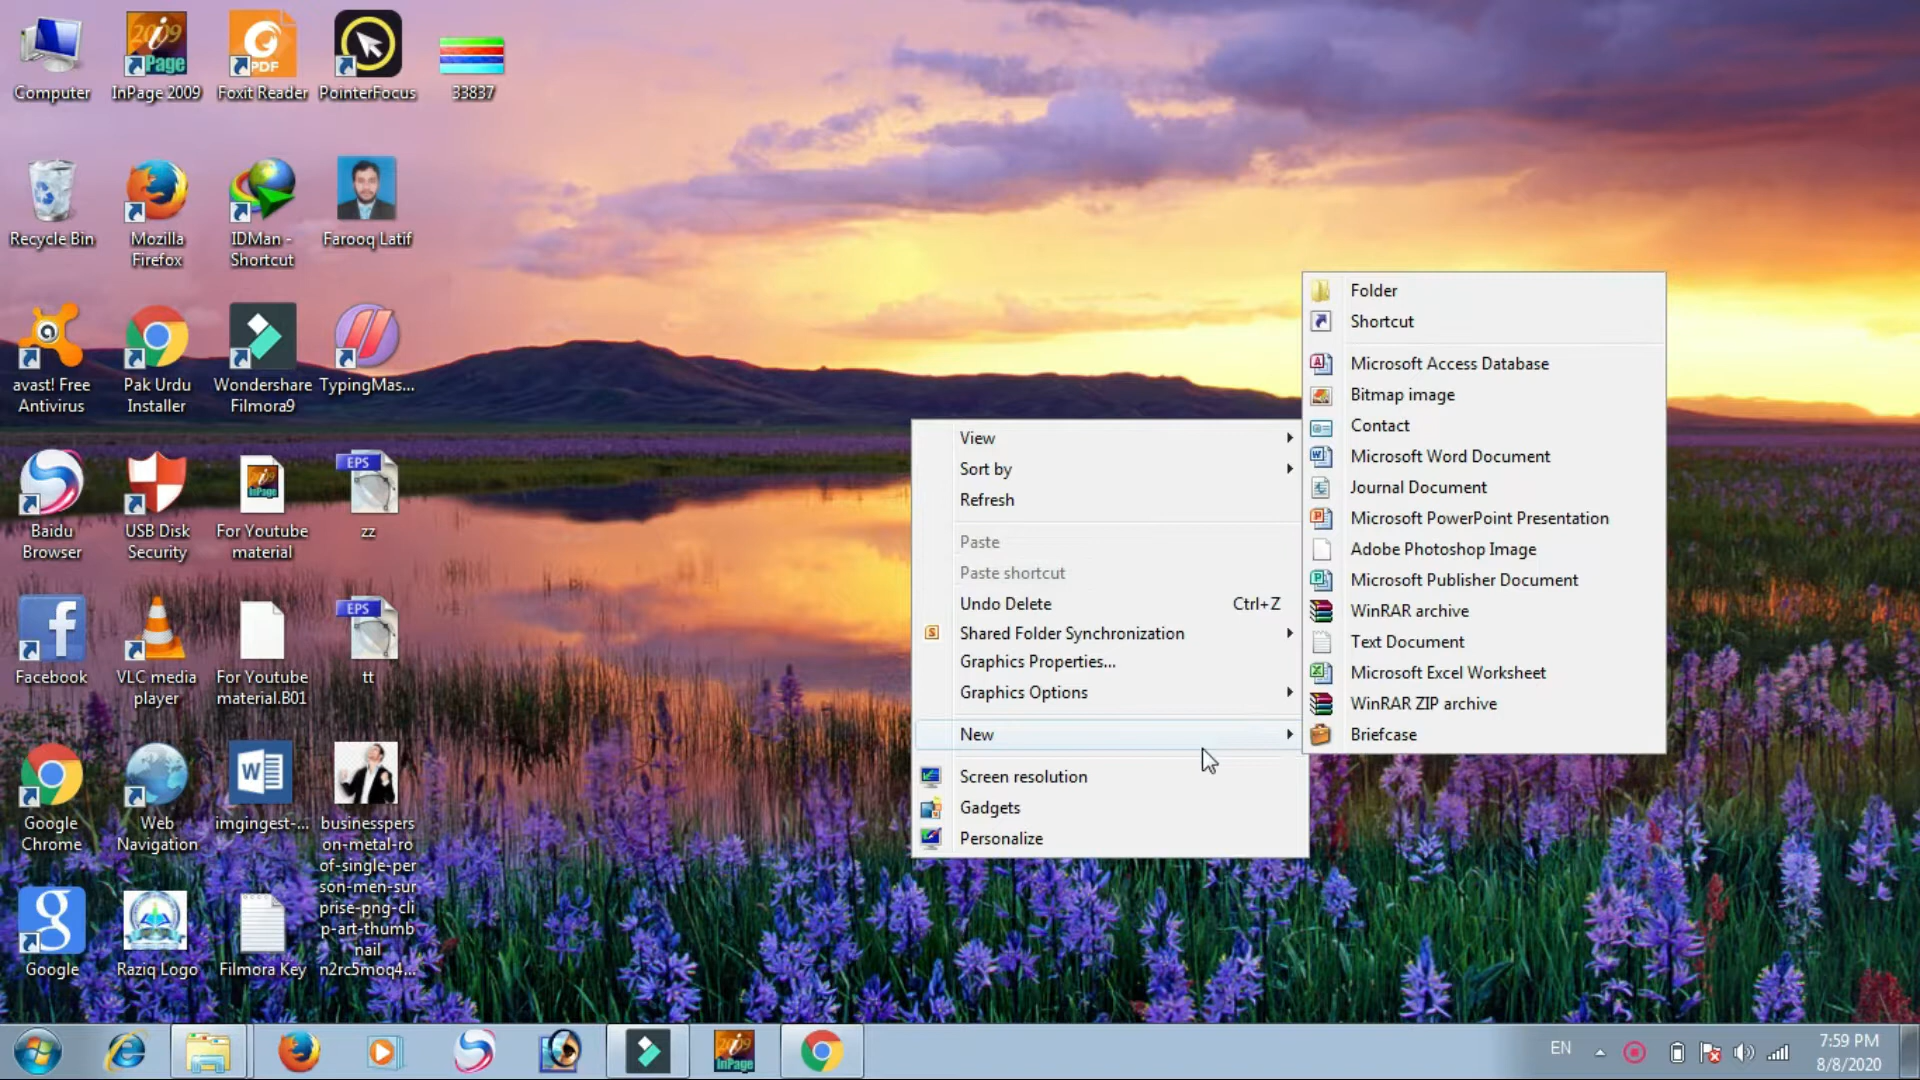 Computer
InPage 2009
Foxit Reader
PointerFocus
33837
Recycle Bin
Mozilla
Firefox
IDMan -
Shortcut
Farooq Latif
avast! Free
Antivirus
Pak Urdu
Installer
Wondershare
Filmora9
TypingMas...
Baidu
Browser
USB Disk
Security
For Youtube
material
EPS
zz
Facebook
VLC media
player
For Youtube
material.B01
EPS
tt
Google
Chrome
Web
Navigation
imgingest-...
businesspers
on-metal-ro
of-single-per
son-men-sur
prise-png-cli
p-art-thumb
nail
n2rc5moq4...
Google
Raziq Logo
Filmora Key
View
Sort by
Refresh
Paste
Paste shortcut
Undo Delete Ctrl+Z
Shared Folder Synchronization
Graphics Properties...
Graphics Options
New
Screen resolution
Gadgets
Personalize
Folder
Shortcut
Microsoft Access Database
Bitmap image
Contact
Microsoft Word Document
Journal Document
Microsoft PowerPoint Presentation
Adobe Photoshop Image
Microsoft Publisher Document
WinRAR archive
Text Document
Microsoft Excel Worksheet
WinRAR ZIP archive
Briefcase
EN
7:59 PM
8/8/2020